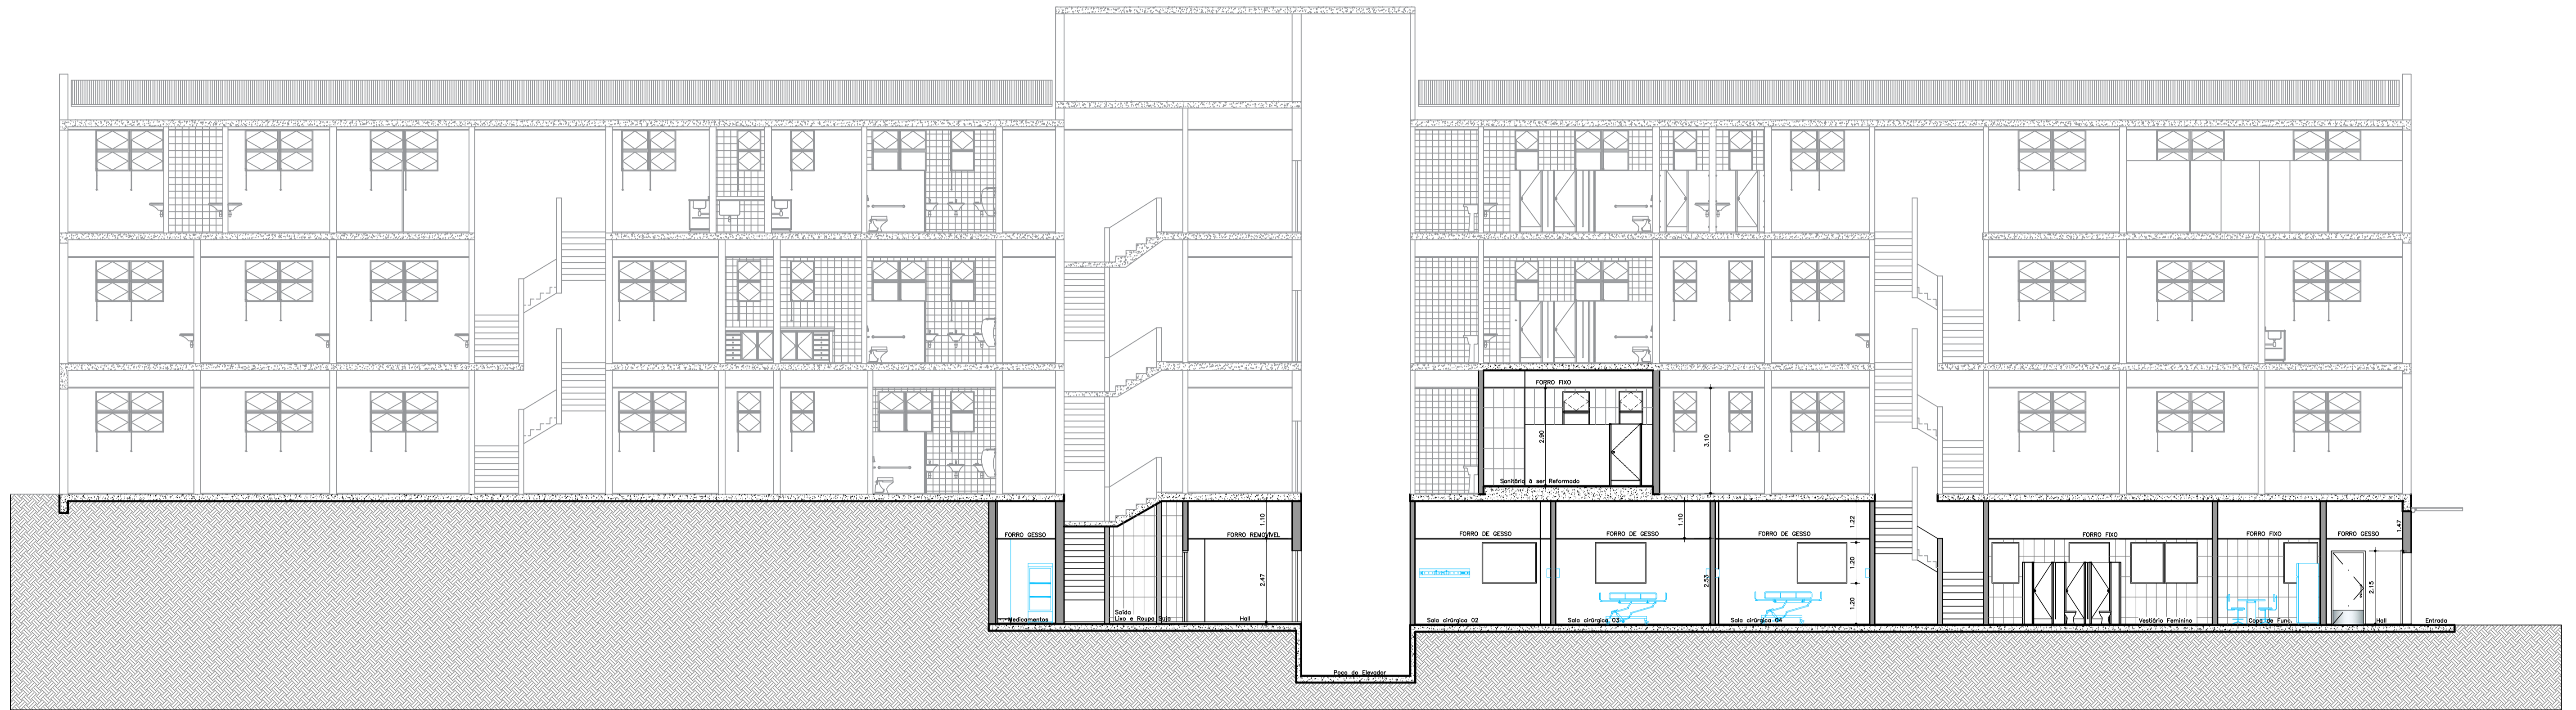 FORRO FIXO
2.90
3.10
Sanitário à ser Reformado
1.10
1.10
1.22
1.47
FORRO GESSO
FORRO REMOVÍVEL
FORRO DE GESSO
FORRO DE GESSO
FORRO DE GESSO
FORRO FIXO
FORRO FIXO
FORRO GESSO
2.47
2.53
1.20
1.20
2.15
Saída
Medicamentos
Lixo e Roupa Suja
Hall
Sala cirúrgica 02
Sala cirúrgica 03
Sala cirúrgica 04
Vestiário Feminino
Copa de Func.
Hall
Entrada
Poço do Elevador